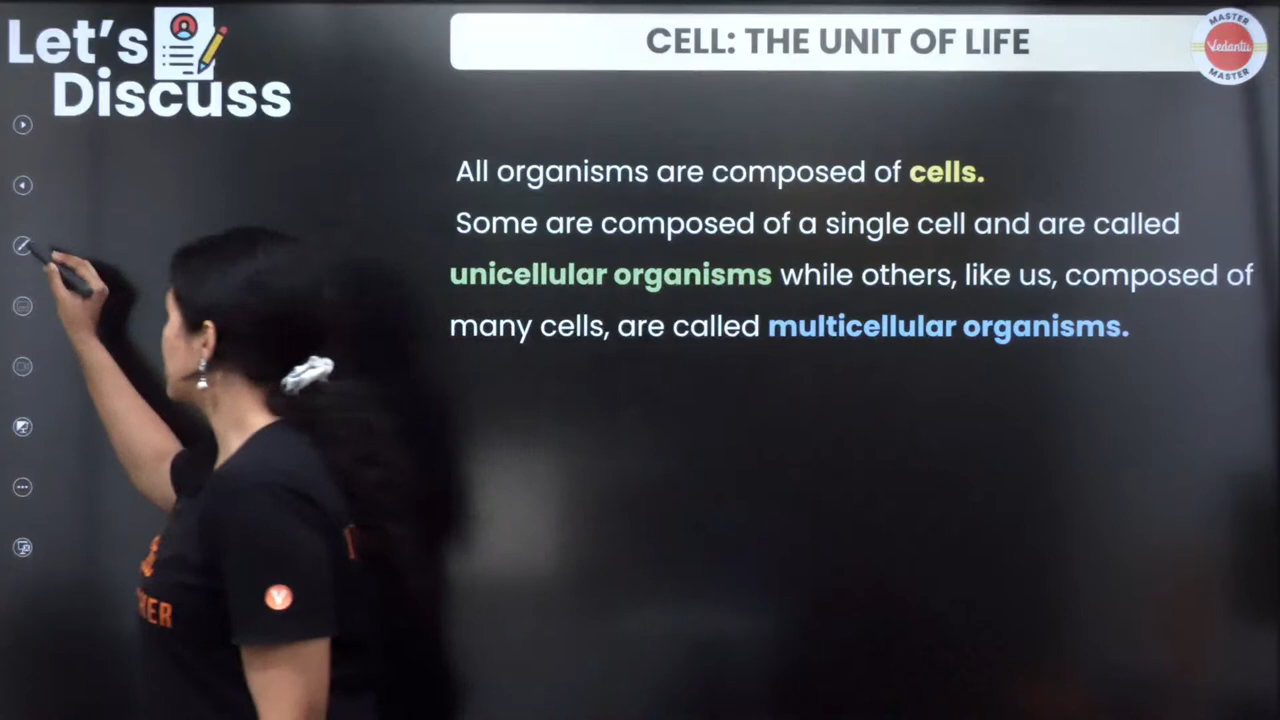 Let's
Discuss
CELL: THE UNIT OF LIFE
MASTER
Vedantu
MASTER
All organisms are composed of cells.
Some are composed of a single cell and are called
unicellular organisms while others, like us, composed of
many cells, are called multicellular organisms.